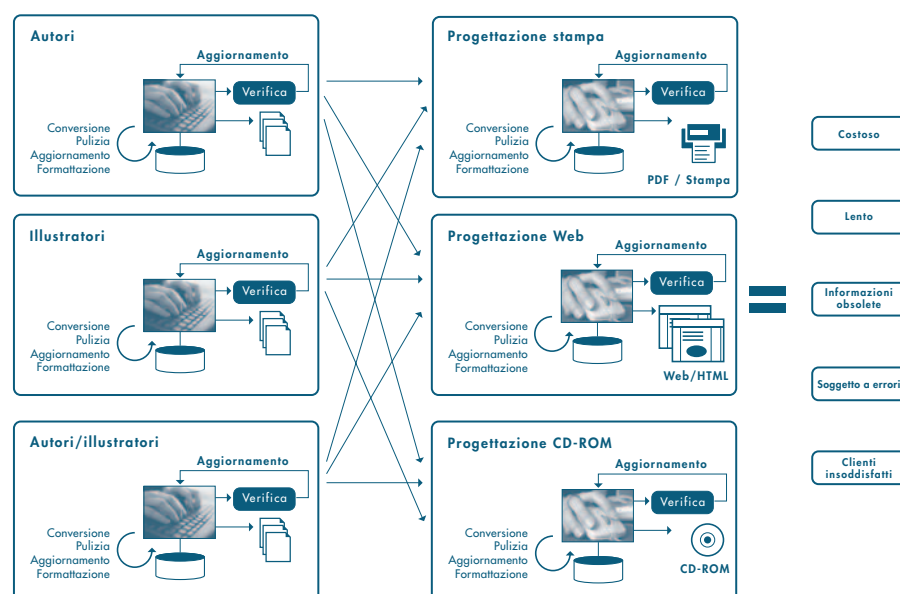 Autori
Aggiornamento
Verifica
Conversione
Pulizia
Aggiornamento
Formattazione
Illustratori
Aggiornamento
Verifica
Conversione
Pulizia
Aggiornamento
Formattazione
Autori/illustratori
Aggiornamento
Verifica
Conversione
Pulizia
Aggiornamento
Formattazione
Progettazione stampa
Aggiornamento
Verifica
Conversione
Pulizia
Aggiornamento
Formattazione
PDF / Stampa
Progettazione Web
Aggiornamento
Verifica
Conversione
Pulizia
Aggiornamento
Formattazione
Web/HTML
Progettazione CD-ROM
Aggiornamento
Verifica
Conversione
Pulizia
Aggiornamento
Formattazione
CD-ROM
=
Costoso
Lento
Informazioni
obsolete
Soggetto a errori
Clienti
insoddisfatti